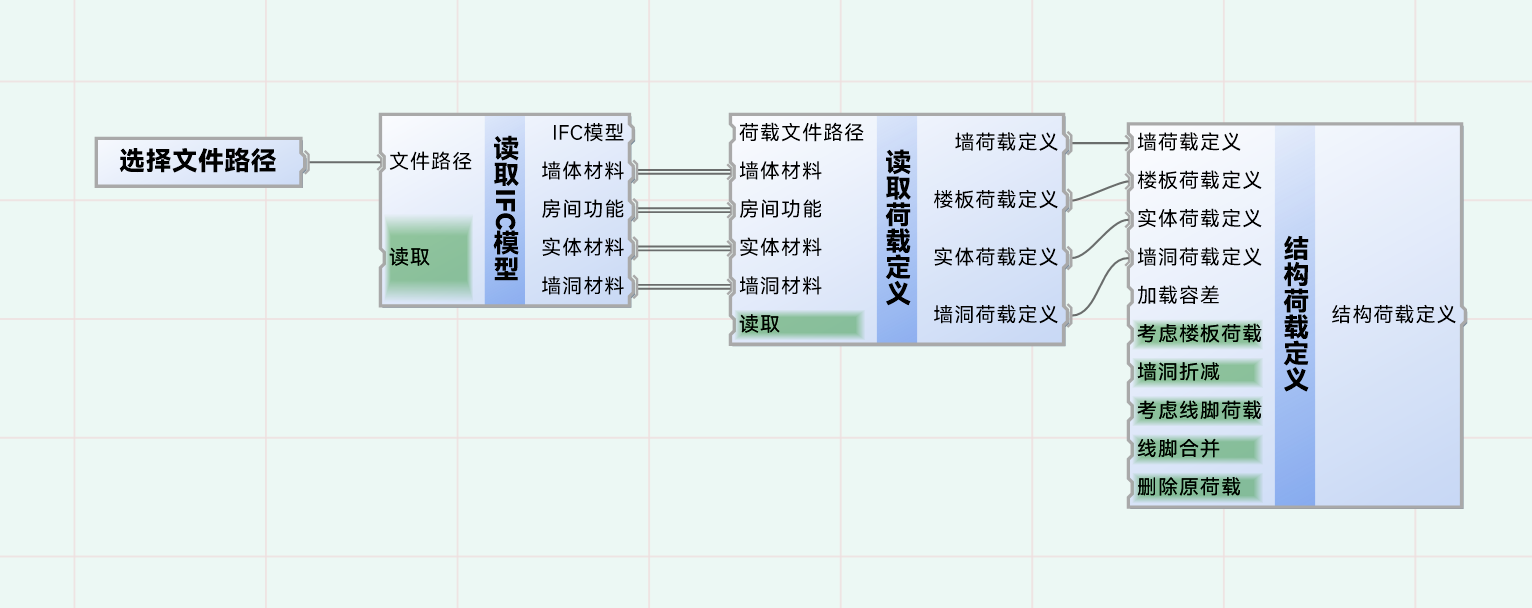 选择文件路径
文件路径
读取
读取IFC模型
IFC模型
墙体材料
房间功能
实体材料
墙洞材料
荷载文件路径
墙体材料
房间功能
实体材料
墙洞材料
读取
读取荷载定义
墙荷载定义
楼板荷载定义
实体荷载定义
墙洞荷载定义
墙荷载定义
楼板荷载定义
实体荷载定义
墙洞荷载定义
加载容差
考虑楼板荷载
墙洞折减
考虑线脚荷载
线脚合并
删除原荷载
结构荷载定义
结构荷载定义